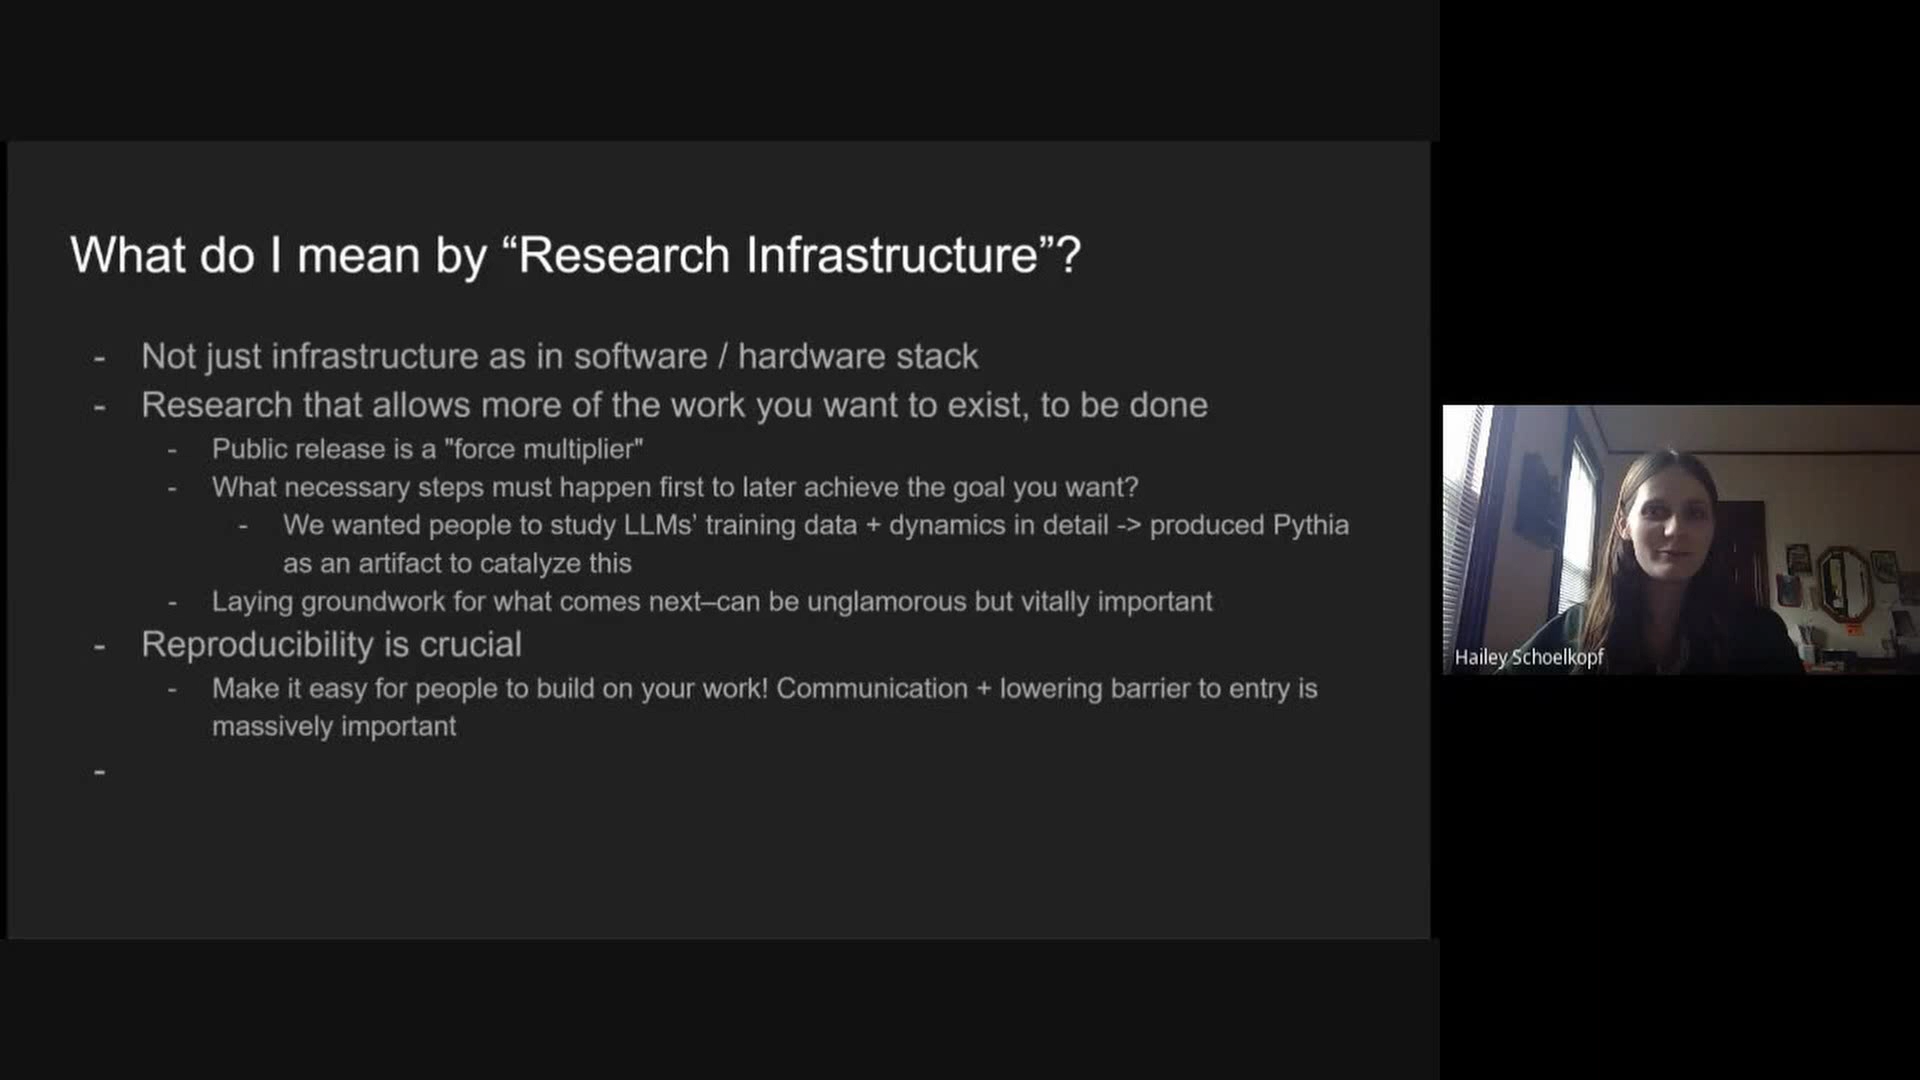 What do I mean by “Research Infrastructure”?
- Not just infrastructure as in software / hardware stack
- Research that allows more of the work you want to exist, to be done
- Public release is a "force multiplier"
- What necessary steps must happen first to later achieve the goal you want?
- We wanted people to study LLMs’ training data + dynamics in detail -> produced Pythia
as an artifact to catalyze this
- Laying groundwork for what comes next–can be unglamorous but vitally important
- Reproducibility is crucial
- Make it easy for people to build on your work! Communication + lowering barrier to entry is
massively important
-
Hailey Schoelkopf